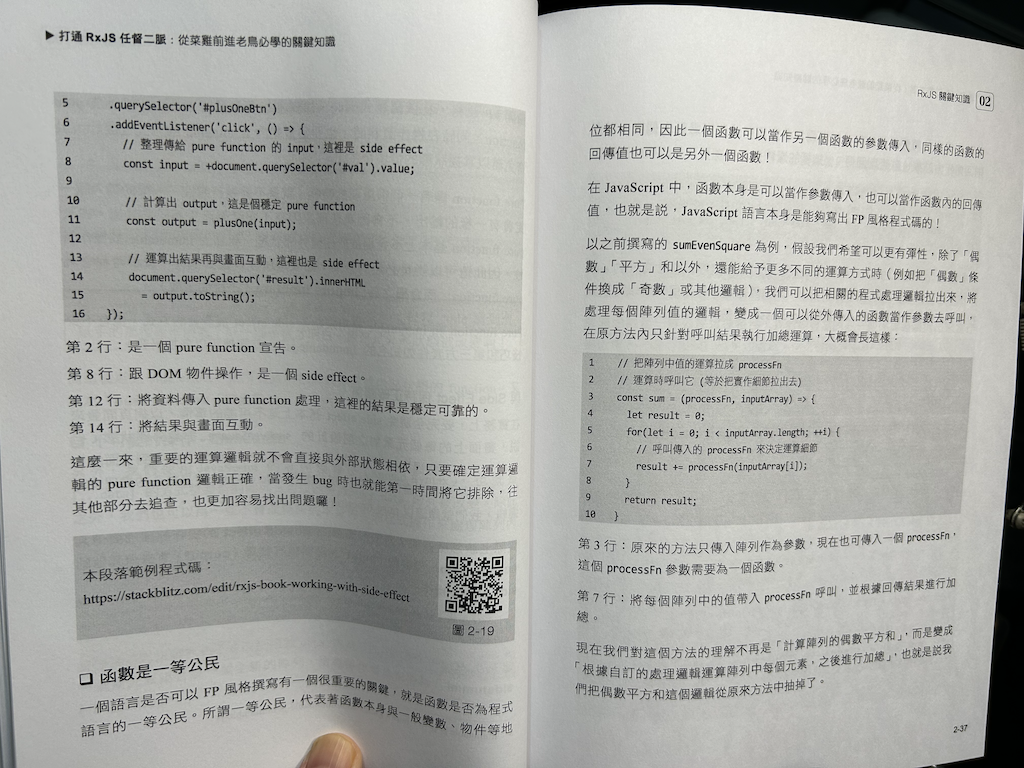 ▶ 打通 RxJS 任督二脈：從菜雞前進老鳥必學的關鍵知識
5 .querySelector('#plusOneBtn')
6 .addEventListener('click', () => {
7 // 整理傳給 pure function 的 input，這裡是 side effect
8 const input = +document.querySelector('#val').value;
9
10 // 計算出 output，這是個穩定 pure function
11 const output = plusOne(input);
12
13 // 運算出結果再與畫面互動，這裡也是 side effect
14 document.querySelector('#result').innerHTML
15 = output.toString();
16 });
第 2 行：是一個 pure function 宣告。
第 8 行：跟 DOM 物件操作，是一個 side effect。
第 12 行：將資料傳入 pure function 處理，這裡的結果是穩定可靠的。
第 14 行：將結果與畫面互動。
這麼一來，重要的運算邏輯就不會直接與外部狀態相依，只要確定運算邏
輯的 pure function 邏輯正確，當發生 bug 時也就能第一時間將它排除，往
其他部分去追查，也更加容易找出問題囉！
本段落範例程式碼：
https://stackblitz.com/edit/rxjs-book-working-with-side-effect
圖 2-19
❏ 函數是一等公民
一個語言是否可以 FP 風格撰寫有一個很重要的關鍵，就是函數是否為程式
語言的一等公民。所謂一等公民，代表著函數本身與一般變數、物件等地
RxJS 關鍵知識 02
位都相同，因此一個函數可以當作另一個函數的參數傳入，同樣的函數的
回傳值也可以是另外一個函數！
在 JavaScript 中，函數本身是可以當作參數傳入，也可以當作函數內的回傳
值，也就是說，JavaScript 語言本身是能夠寫出 FP 風格程式碼的！
以之前撰寫的 sumEvenSquare 為例，假設我們希望可以更有彈性，除了「偶
數」「平方」和以外，還能給予更多不同的運算方式時（例如把「偶數」條
件換成「奇數」或其他邏輯），我們可以把相關的程式處理邏輯拉出來，將
處理每個陣列值的邏輯，變成一個可以從外傳入的函數當作參數去呼叫，
在原方法內只針對呼叫結果執行加總運算，大概會長這樣：
1 // 把陣列中值的運算拉成 processFn
2 // 運算時呼叫它 (等於把實作細節拉出去)
3 const sum = (processFn, inputArray) => {
4 let result = 0;
5 for(let i = 0; i < inputArray.length; ++i) {
6 // 呼叫傳入的 processFn 來決定運算細節
7 result += processFn(inputArray[i]);
8 }
9 return result;
10 }
第 3 行：原來的方法只傳入陣列作為參數，現在也可傳入一個 processFn，
這個 processFn 參數需要為一個函數。
第 7 行：將每個陣列中的值帶入 processFn 呼叫，並根據回傳結果進行加
總。
現在我們對這個方法的理解不再是「計算陣列的偶數平方和」，而是變成
「根據自訂的處理邏輯運算陣列中每個元素，之後進行加總」，也就是說我
們把偶數平方和這個邏輯從原來方法中抽掉了。
2-37